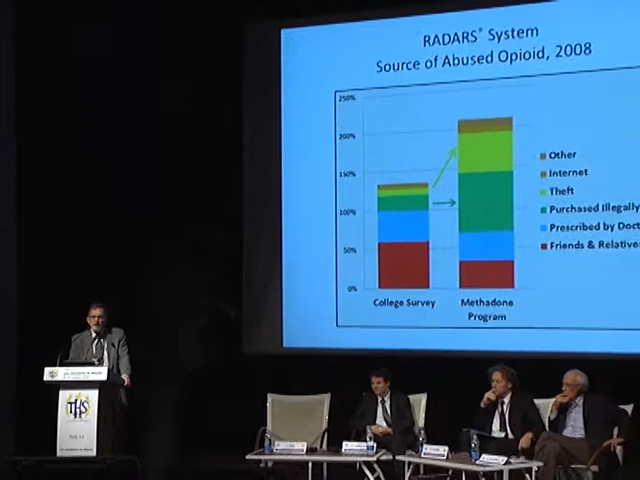 RADARS® System
Source of Abused Opioid, 2008
250%
200%
150%
100%
50%
0%
College Survey
Methadone
Program
Other
Internet
Theft
Purchased Illegally
Prescribed by Doct
Friends & Relative
THS